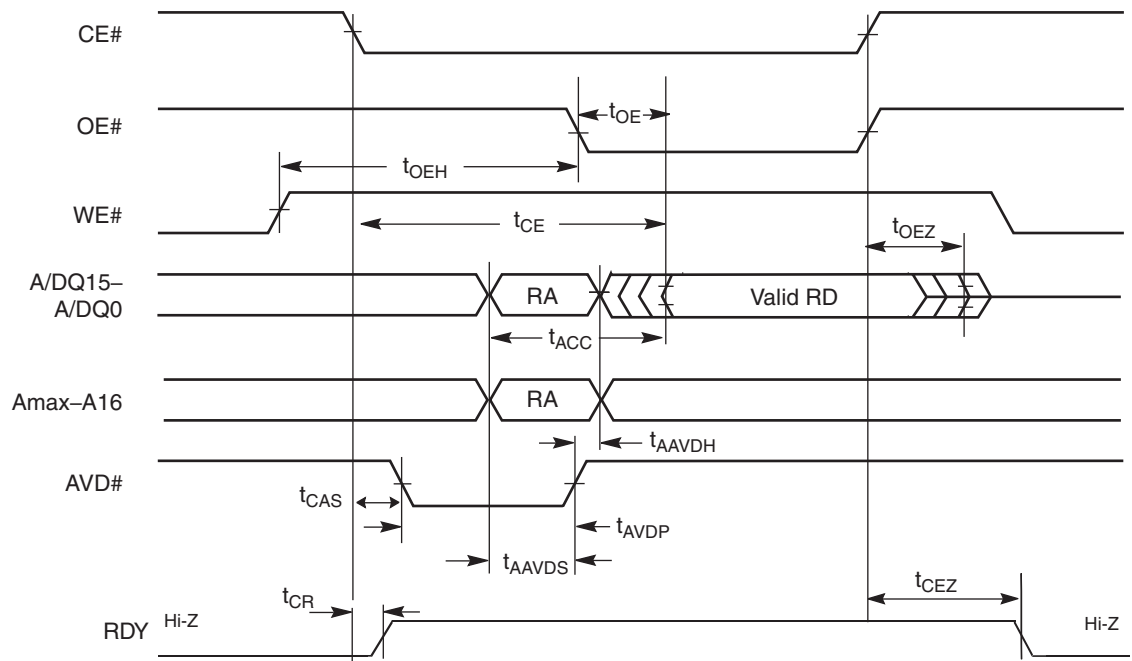 CE#
OE#
tOE
tOEH
WE#
tCE
tOEZ
A/DQ15–
A/DQ0
RA
Valid RD
tACC
Amax–A16
RA
tAAVDH
AVD#
tCAS
tAVDP
tAAVDS
tCEZ
tCR
RDY
Hi-Z
Hi-Z